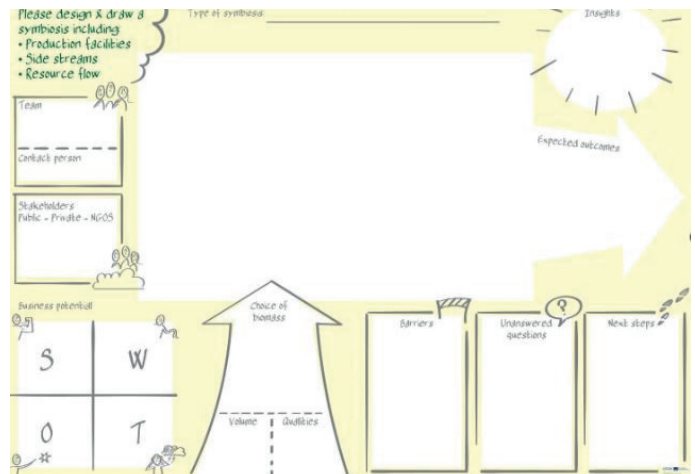 Please design & draw a
symbiosis including:
• Production facilities
• Side streams
• Resource flow
Type of symbiosis
Insights
Team
Contact person
Expected outcomes
Stakeholders
Public - Private - NGOS
Business potential
S
W
O
T
Choice of
biomass
Volume
Qualities
Barriers
?
Unanswered
questions
Next steps